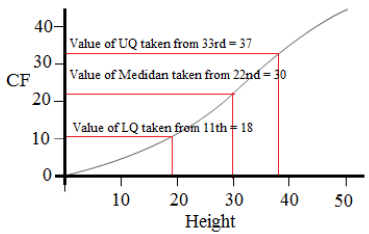 40
Value of UQ taken from 33rd = 37
30
Value of Medidan taken from 22nd = 30
CF
20
Value of LQ taken from 11th = 18
10
0
10 20 30 40 50
Height